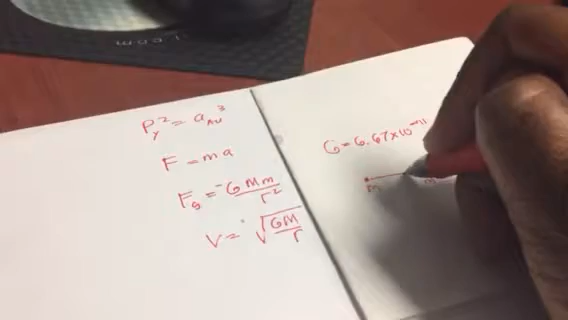 P_y^2 = a_AU^3
F = ma
F_g = -GMm/r^2
V = √(GM/r)
G = 6.67×10^-11
m m